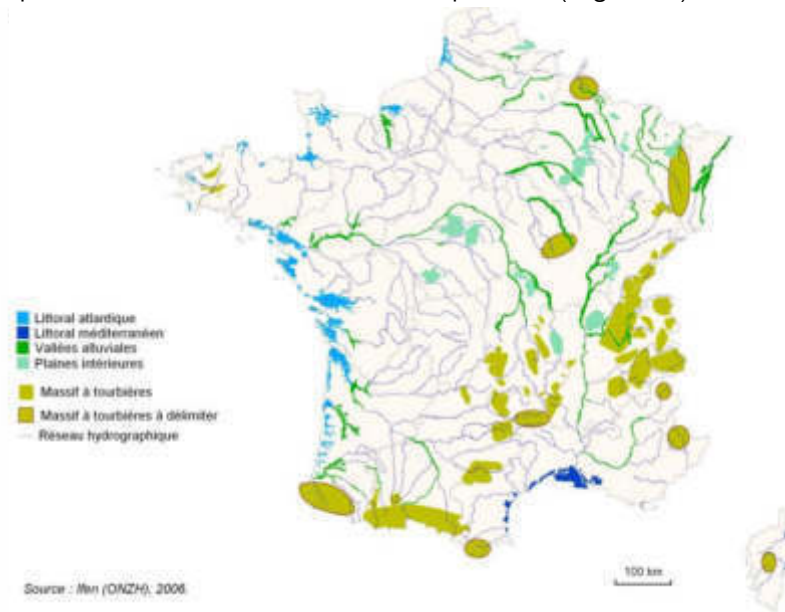 Littoral atlantique
Littoral méditerranéen
Vallées alluviales
Plaines intérieures
Massif à tourbières
Massif à tourbières à délimiter
Réseau hydrographique
100 km
Source : Ifen (ONZH), 2006.